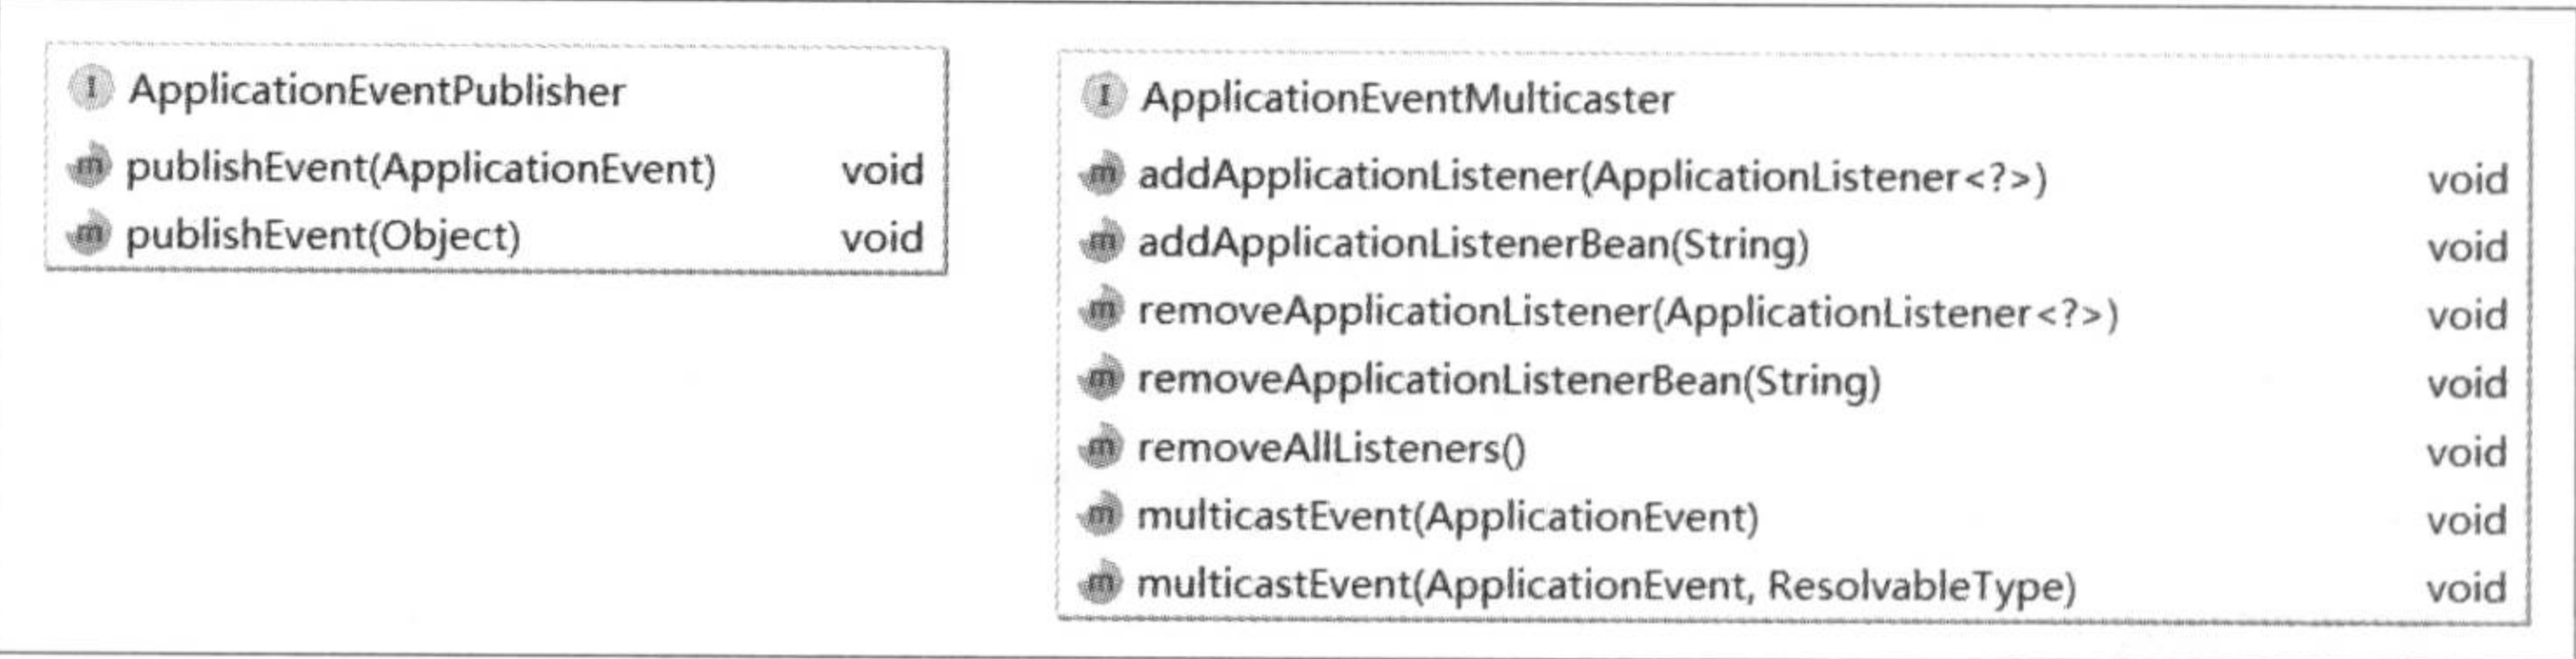 I ApplicationEventPublisher
m publishEvent(ApplicationEvent) void
m publishEvent(Object) void
I ApplicationEventMulticaster
m addApplicationListener(ApplicationListener<?>) void
m addApplicationListenerBean(String) void
m removeApplicationListener(ApplicationListener<?>) void
m removeApplicationListenerBean(String) void
m removeAllListeners() void
m multicastEvent(ApplicationEvent) void
m multicastEvent(ApplicationEvent, ResolvableType) void